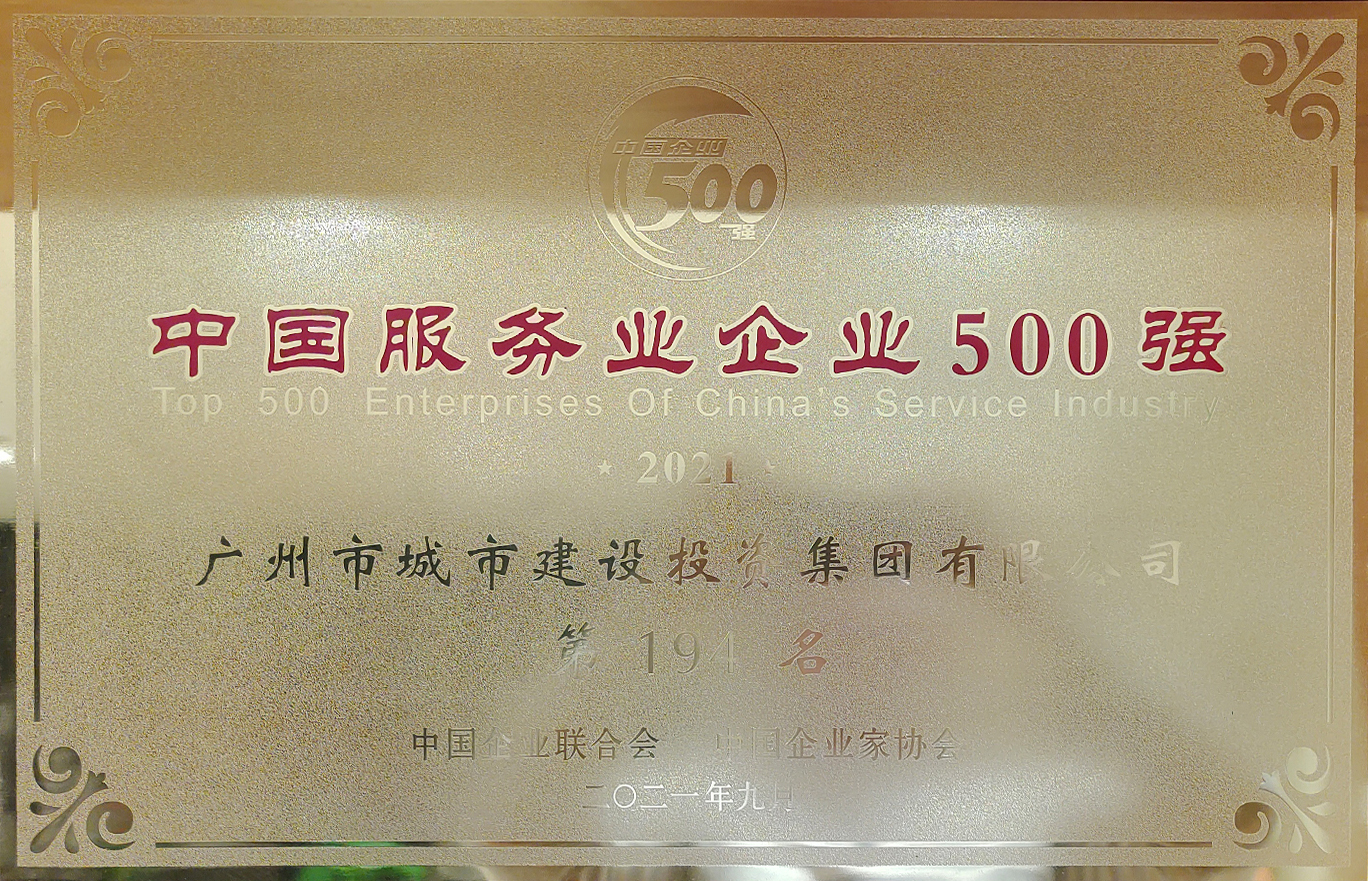 中国企业
500
强
中国服务业企业500强
Top 500 Enterprises Of China's Service Industry
★ 2021 ★
广州市城市建设投资集团有限公司
第 194 名
中国企业联合会 中国企业家协会
二〇二一年九月